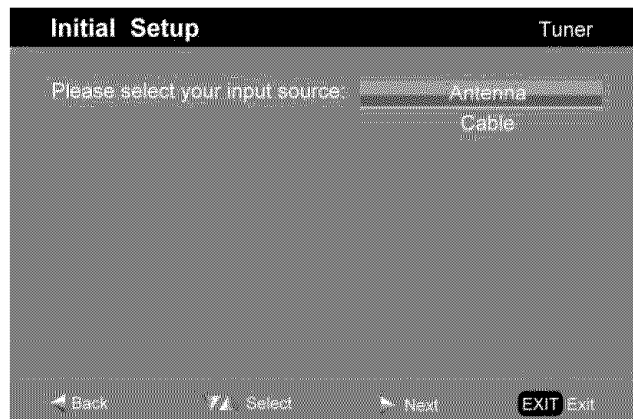 Initial Setup Tuner
Please select your input source: Antenna
Cable
Back Select Next EXIT Exit